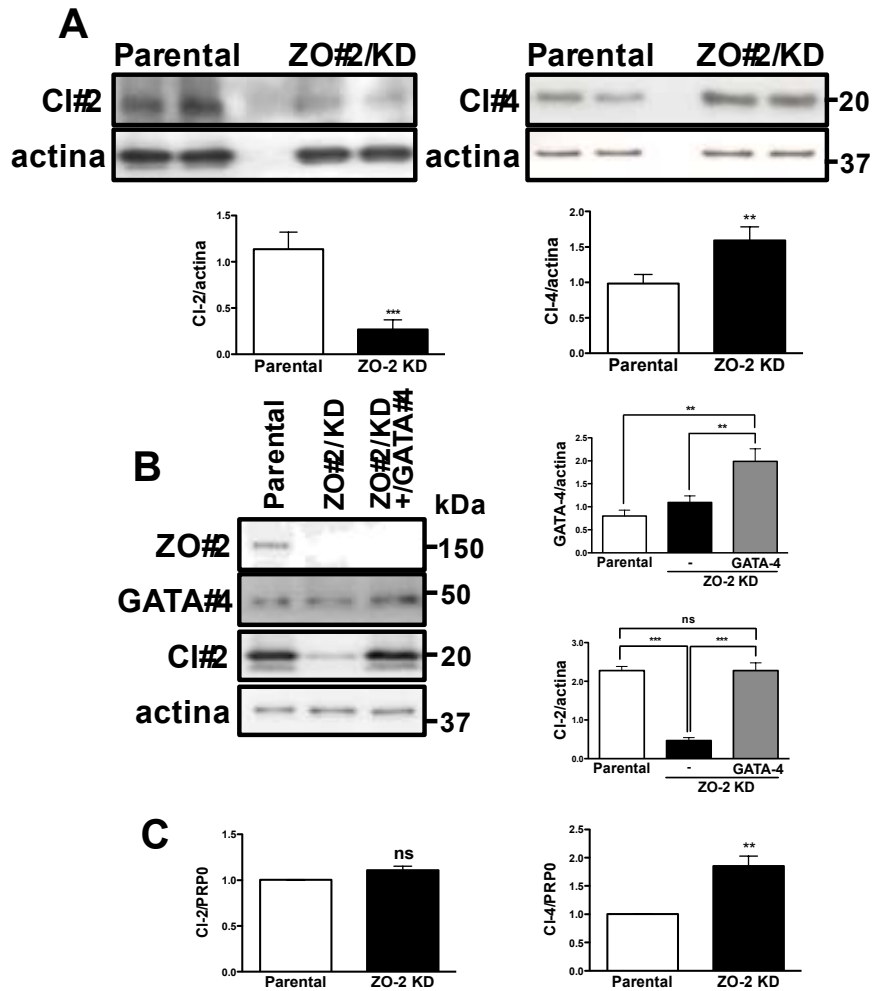 A
Parental ZO#2/KD
Cl#2
actina
Parental ZO#2/KD
Cl#4
20
actina
37
Cl-2/actina
1.5
1.0
0.5
0.0
***
Parental ZO-2 KD
Cl-4/actina
2.0
1.5
1.0
0.5
0.0
**
Parental ZO-2 KD
B
Parental
ZO#2/KD
ZO#2/KD
+/GATA#4
kDa
ZO#2
150
GATA#4
50
Cl#2
20
actina
37
GATA-4/actina
2.5
2.0
1.5
1.0
0.5
0.0
**
**
Parental - GATA-4
ZO-2 KD
Cl-2/actina
3.0
2.0
1.0
0.0
ns
*** ***
Parental - GATA-4
ZO-2 KD
C
Cl-2/PRP0
1.5
1.0
0.5
0.0
ns
Parental ZO-2 KD
Cl-4/PRP0
2.0
1.5
1.0
0.5
0.0
**
Parental ZO-2 KD